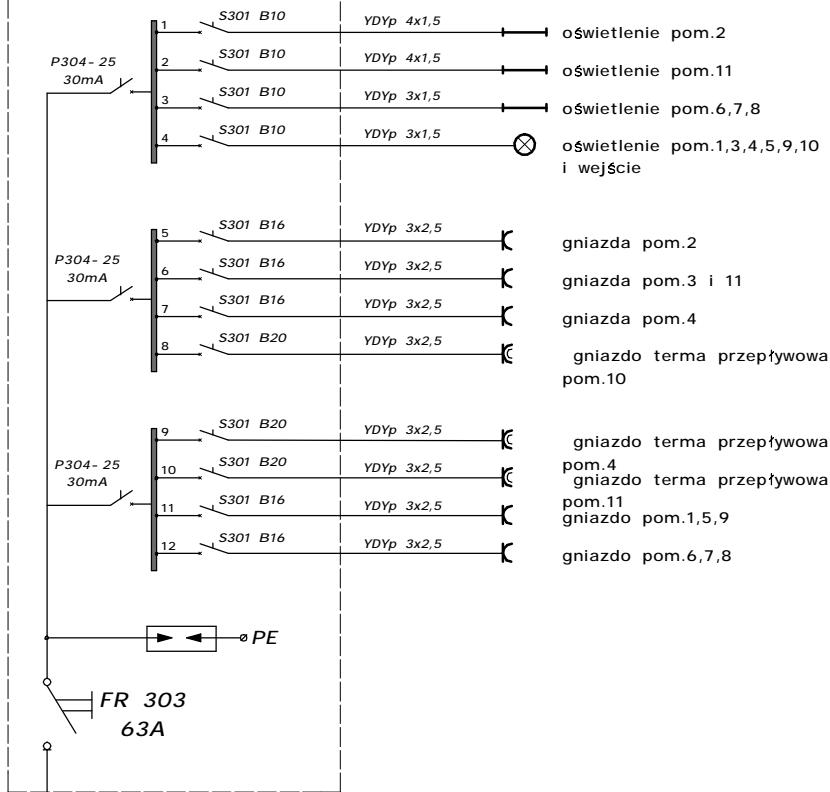 1 S301 B10 YDYp 4x1,5 oświetlenie pom.2
P304-25
30mA
2 S301 B10 YDYp 4x1,5 oświetlenie pom.11
3 S301 B10 YDYp 3x1,5 oświetlenie pom.6,7,8
4 S301 B10 YDYp 3x1,5 oświetlenie pom.1,3,4,5,9,10
i wejście
5 S301 B16 YDYp 3x2,5 gniazda pom.2
P304-25
30mA
6 S301 B16 YDYp 3x2,5 gniazda pom.3 i 11
7 S301 B16 YDYp 3x2,5 gniazda pom.4
8 S301 B20 YDYp 3x2,5 gniazdo terma przepływowa
pom.10
9 S301 B20 YDYp 3x2,5 gniazdo terma przepływowa
pom.4
P304-25
30mA
10 S301 B20 YDYp 3x2,5 gniazdo terma przepływowa
pom.11
11 S301 B16 YDYp 3x2,5 gniazdo pom.1,5,9
12 S301 B16 YDYp 3x2,5 gniazdo pom.6,7,8
PE
FR 303
63A